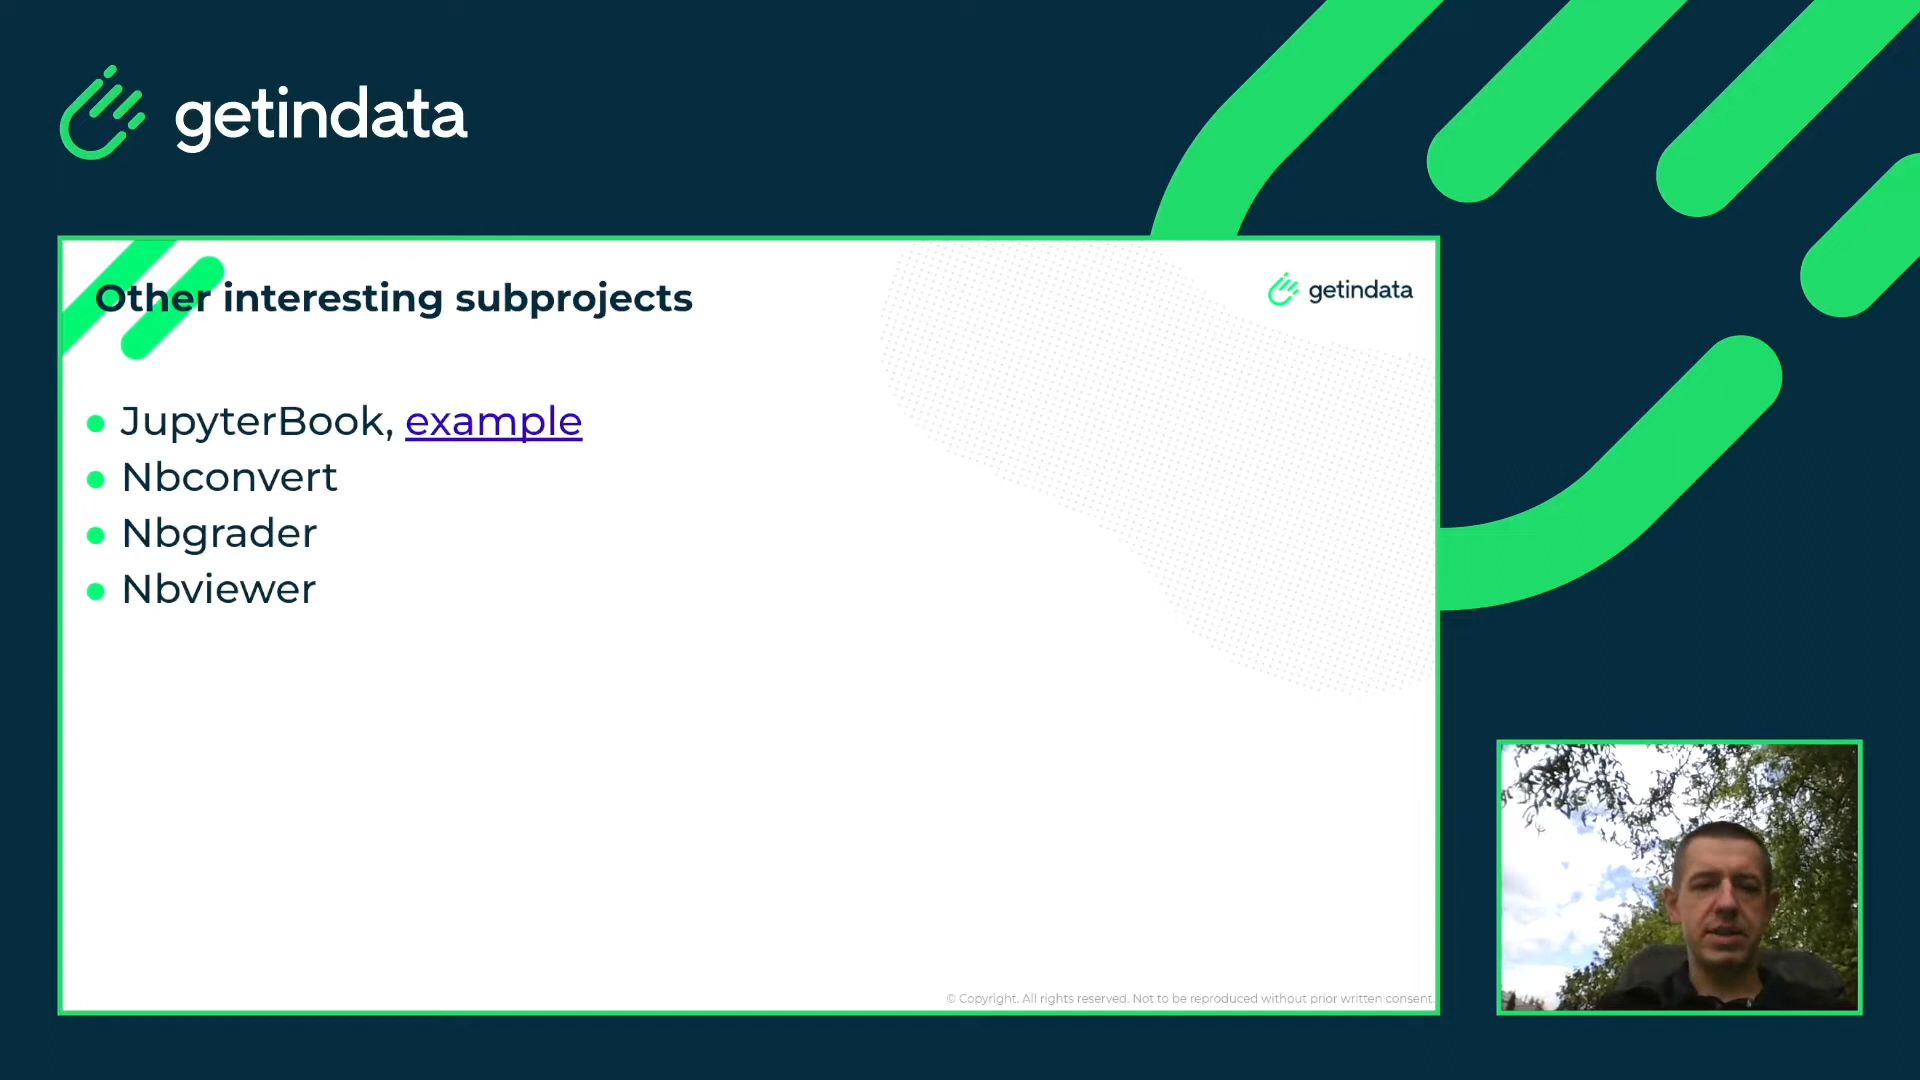 getindata
Other interesting subprojects
getindata
JupyterBook, example
Nbconvert
Nbgrader
Nbviewer
© Copyright. All rights reserved. Not to be reproduced without prior written consent.